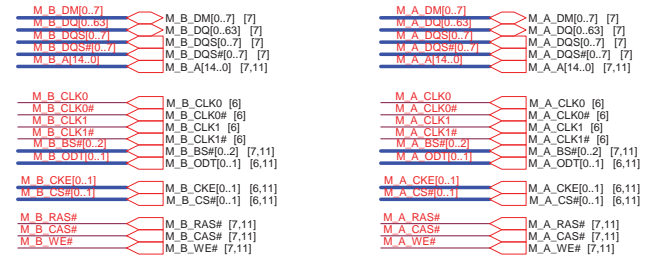 M_B_DM[0..7] M_B_DM[0..7] [7]
M_B_DQ[0..63] M_B_DQ[0..63] [7]
M_B_DQS[0..7] M_B_DQS[0..7] [7]
M_B_DQS#[0..7] M_B_DQS#[0..7] [7]
M_B_A[14..0] M_B_A[14..0] [7,11]
M_B_CLK0 M_B_CLK0 [6]
M_B_CLK0# M_B_CLK0# [6]
M_B_CLK1 M_B_CLK1 [6]
M_B_CLK1# M_B_CLK1# [6]
M_B_BS#[0..2] M_B_BS#[0..2] [7,11]
M_B_ODT[0..1] M_B_ODT[0..1] [6,11]
M_B_CKE[0..1] M_B_CKE[0..1] [6,11]
M_B_CS#[0..1] M_B_CS#[0..1] [6,11]
M_B_RAS# M_B_RAS# [7,11]
M_B_CAS# M_B_CAS# [7,11]
M_B_WE# M_B_WE# [7,11]
M_A_DM[0..7] M_A_DM[0..7] [7]
M_A_DQ[0..63] M_A_DQ[0..63] [7]
M_A_DQS[0..7] M_A_DQS[0..7] [7]
M_A_DQS#[0..7] M_A_DQS#[0..7] [7]
M_A_A[14..0] M_A_A[14..0] [7,11]
M_A_CLK0 M_A_CLK0 [6]
M_A_CLK0# M_A_CLK0# [6]
M_A_CLK1 M_A_CLK1 [6]
M_A_CLK1# M_A_CLK1# [6]
M_A_BS#[0..2] M_A_BS#[0..2] [7,11]
M_A_ODT[0..1] M_A_ODT[0..1] [6,11]
M_A_CKE[0..1] M_A_CKE[0..1] [6,11]
M_A_CS#[0..1] M_A_CS#[0..1] [6,11]
M_A_RAS# M_A_RAS# [7,11]
M_A_CAS# M_A_CAS# [7,11]
M_A_WE# M_A_WE# [7,11]